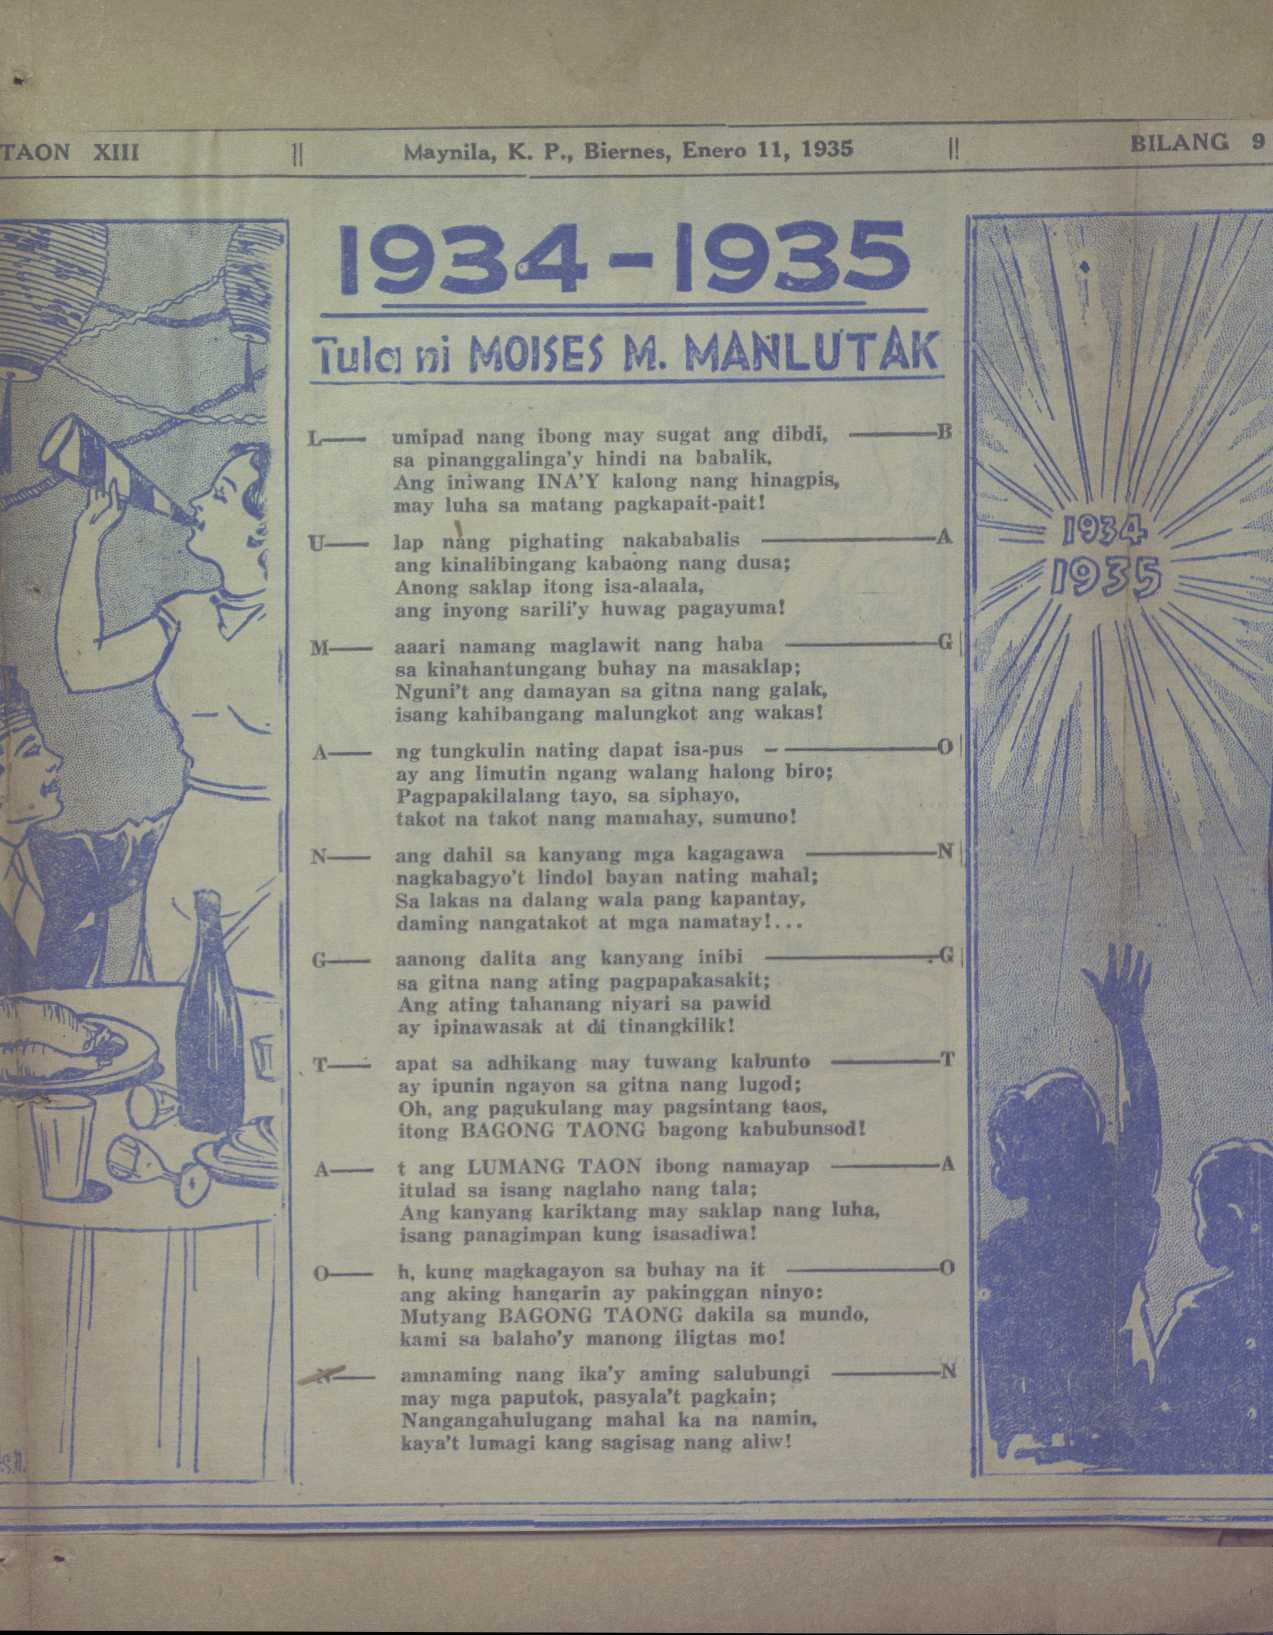 TAON XIII || Maynila, K. P., Biernes, Enero 11, 1935 || BILANG 9
1934-1935
Tula ni MOISES M. MANLUTAK
L— umipad nang ibong may sugat ang dibdi, —B
sa pinanggalinga'y hindi na babalik,
Ang iniwang INA'Y kalong nang hinagpis,
may luha sa matang pagkapait-pait!
U— lap nang pighating nakababalis —A
ang kinalibingang kabaong nang dusa;
Anong saklap itong isa-alaala,
ang inyong sarili'y huwag pagayuma!
M— aaari namang maglawit nang haba —G
sa kinahantungang buhay na masaklap;
Nguni't ang damayan sa gitna nang galak,
isang kahibangang malungkot ang wakas!
A— ng tungkulin nating dapat isa-pus —O
ay ang limutin ngang walang halong biro;
Pagpapakilalang tayo, sa siphayo,
takot na takot nang mamahay, sumuno!
N— ang dahil sa kanyang mga kagagawa —N
nagkabagyo't lindol bayan nating mahal;
Sa lakas na dalang wala pang kapantay,
daming nangatakot at mga namatay!...
G— aanong dalita ang kanyang inibi —G
sa gitna nang ating pagpapakasakit;
Ang ating tahanang niyari sa pawid
ay ipinawasak at di tinangkilik!
T— apat sa adhikang may tuwang kabunto —T
ay ipunin ngayon sa gitna nang lugod;
Oh, ang pagukulang may pagsintang taos,
itong BAGONG TAONG bagong kabubunsod!
A— t ang LUMANG TAON ibong namayap —A
itulad sa isang naglaho nang tala;
Ang kanyang kariktang may saklap nang luha,
isang panagimpan kung isasadiwa!
O— h, kung magkagayon sa buhay na it —O
ang aking hangarin ay pakinggan ninyo:
Mutyang BAGONG TAONG dakila sa mundo,
kami sa balaho'y manong iligtas mo!
N— amnaming nang ika'y aming salubungi —N
may mga paputok, pasyala't pagkain;
Nangangahulugang mahal ka na namin,
kaya't lumagi kang sagisag nang aliw!
1934
1935